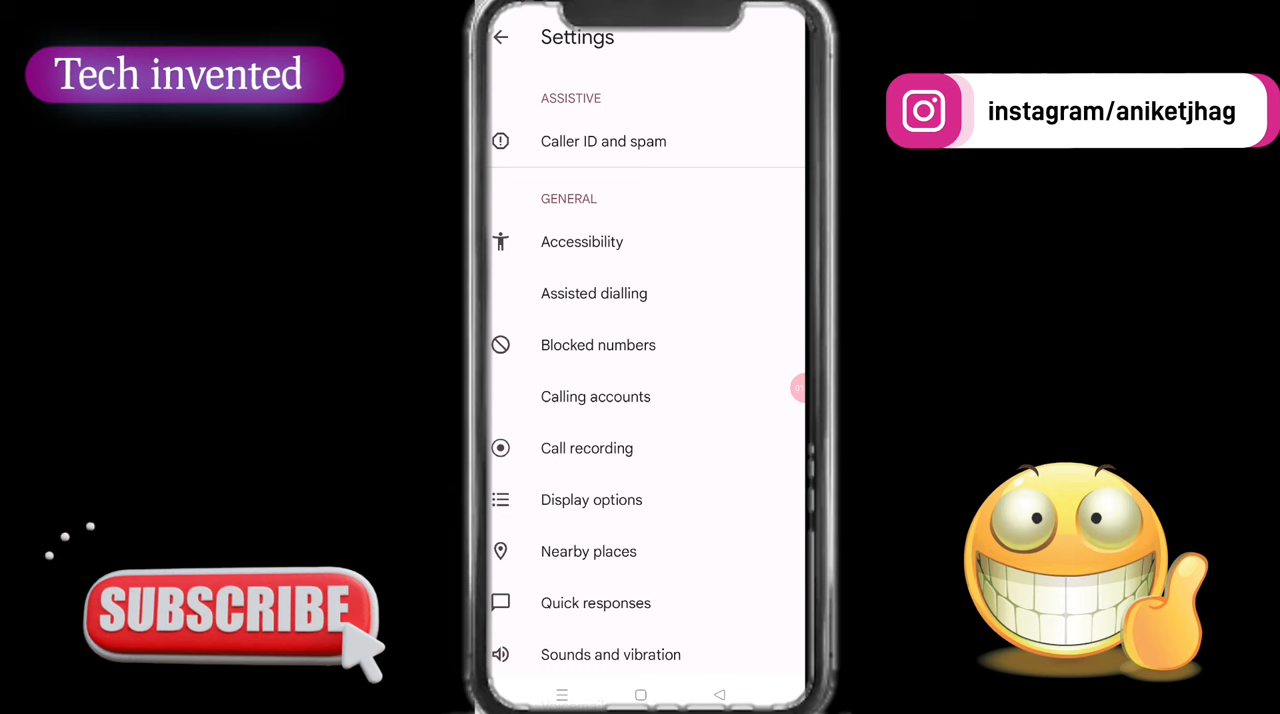 Tech invented
instagram/aniketjhag
Settings
ASSISTIVE
Caller ID and spam
GENERAL
Accessibility
Assisted dialling
Blocked numbers
Calling accounts
Call recording
Display options
Nearby places
Quick responses
Sounds and vibration
SUBSCRIBE